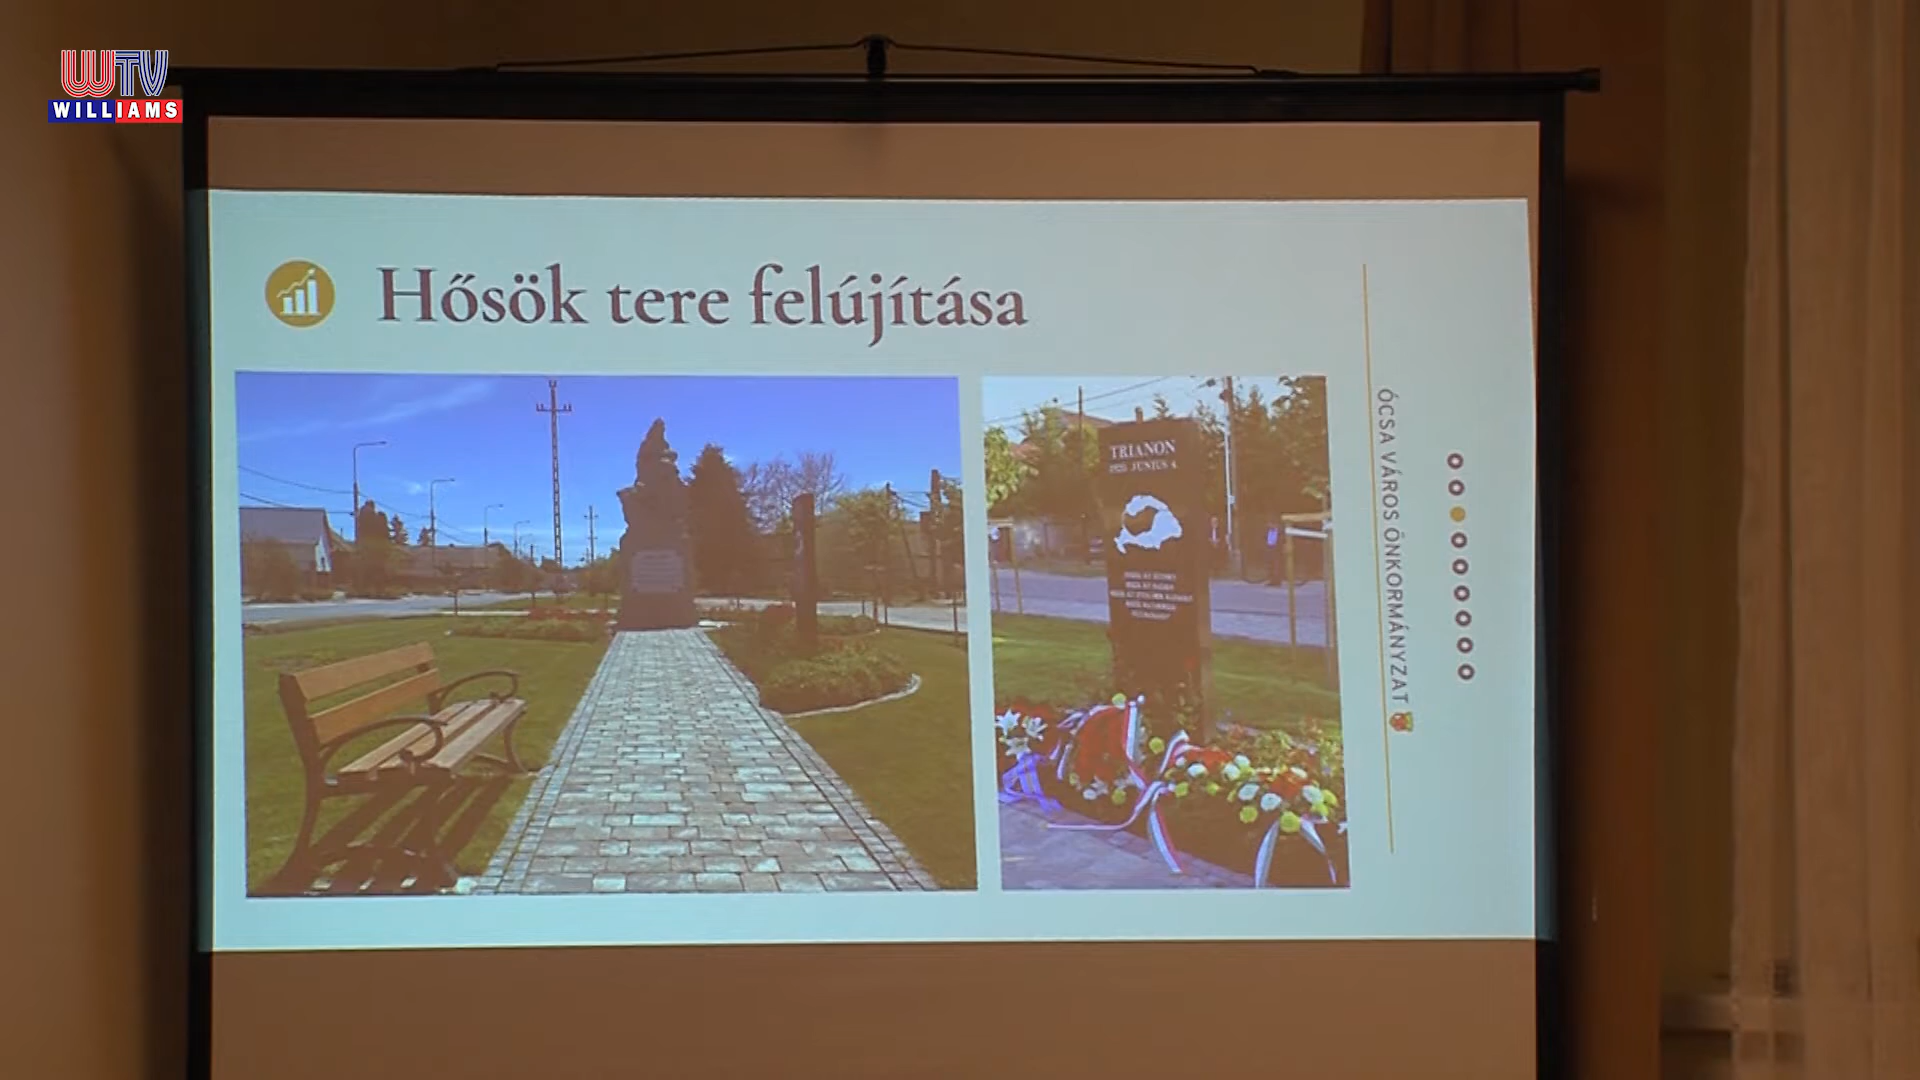 WTV
WILLIAMS
Hősök tere felújítása
TRIANON
1920. JÚNIUS 4.
ÓCSA VÁROS ÖNKORMÁNYZAT